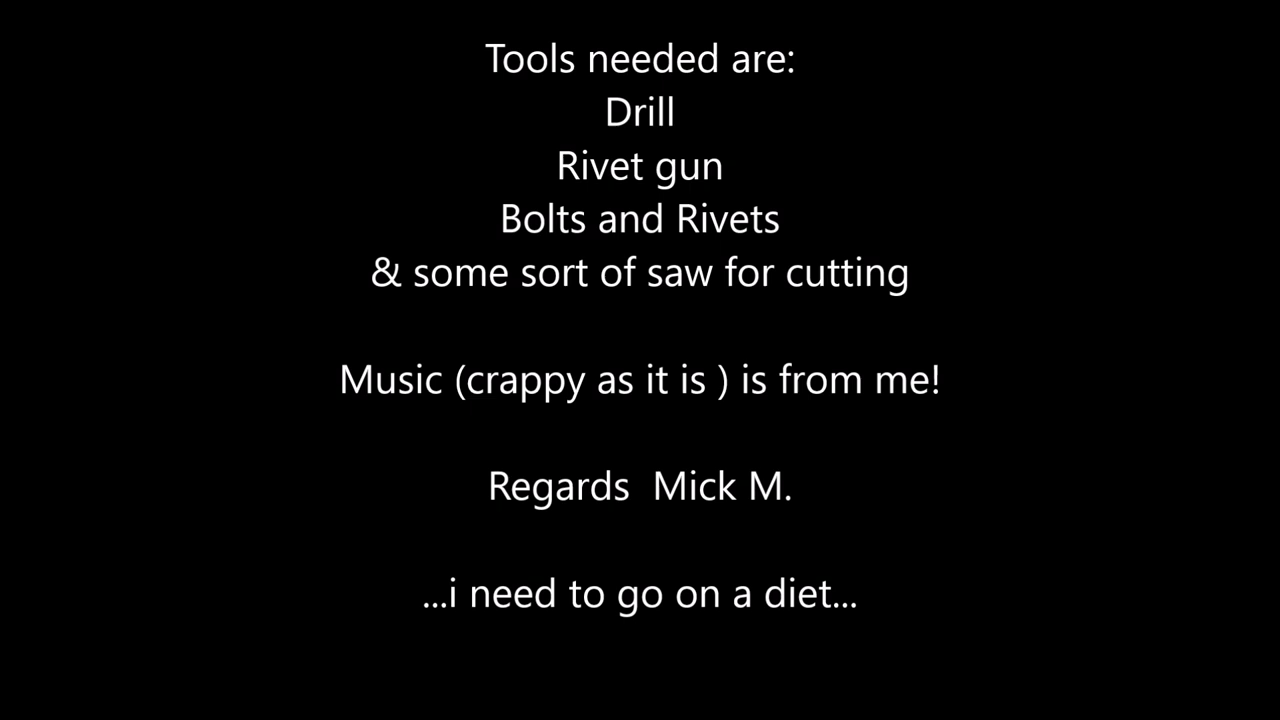 Tools needed are:
Drill
Rivet gun
Bolts and Rivets
& some sort of saw for cutting
Music (crappy as it is ) is from me!
Regards  Mick M.
...i need to go on a diet...